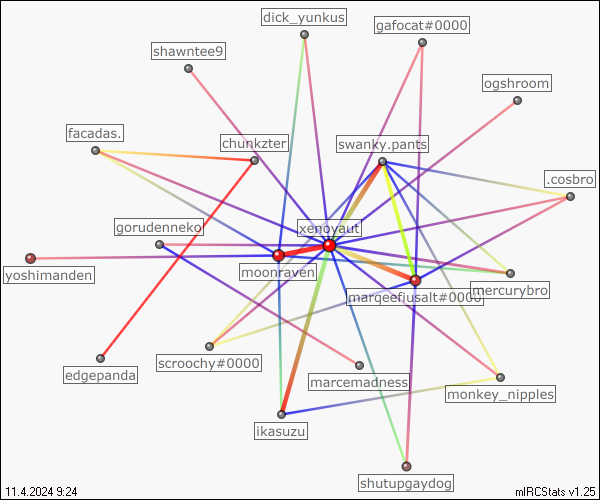 dick_yunkus
gafocat#0000
shawntee9
ogshroom
facadas.
chunkzter
swanky.pants
.cosbro
gorudenneko
xenoyaut
yoshimanden
moonraven
marqeefjusalt#0000
mercurybro
edgepanda
scroochy#0000
marcemadness
monkey_nipples
ikasuzu
shutupgaydog
11.4.2024 9:24
mIRCStats v1.25